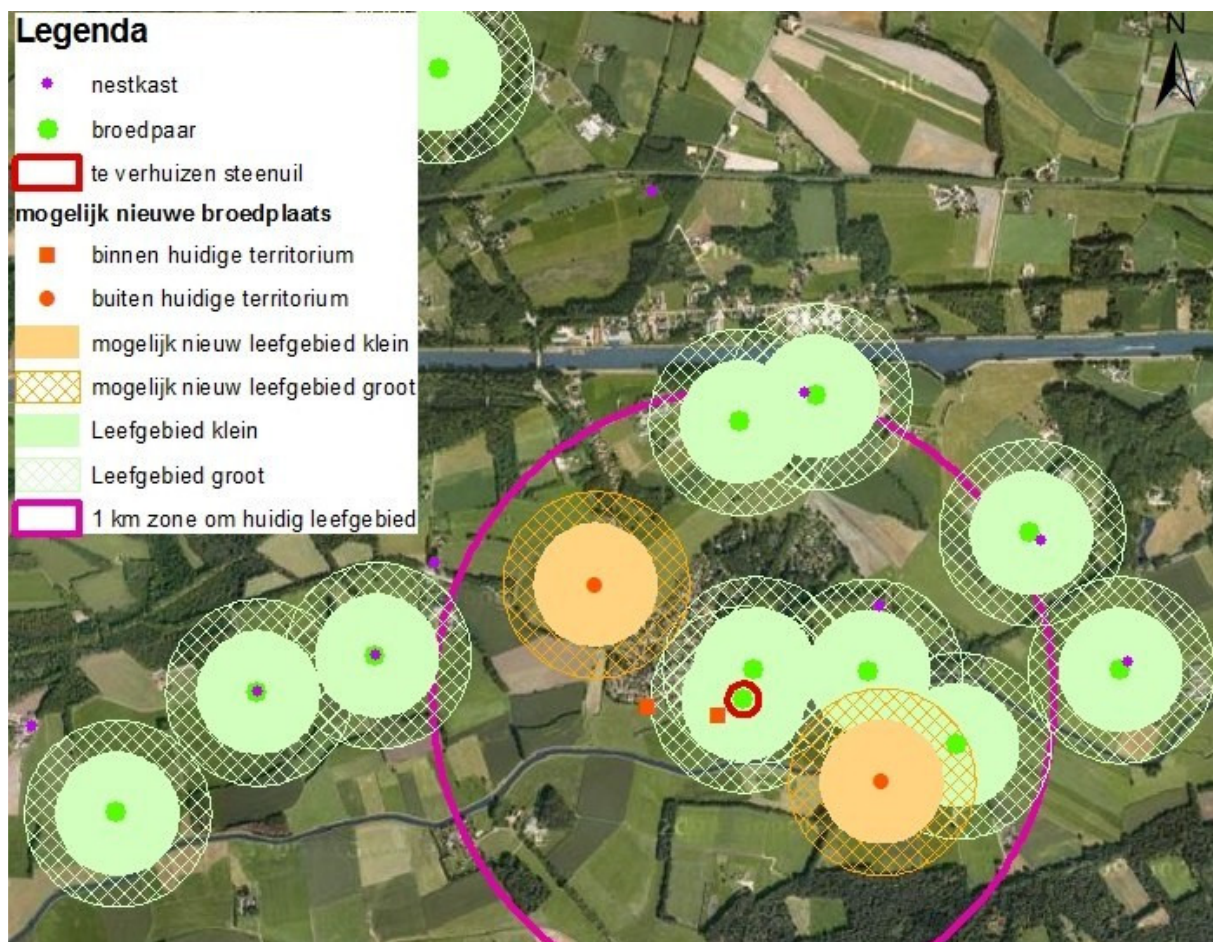 Legenda
nestkast
broedpaar
te verhuizen steenuil
mogelijk nieuwe broedplaats
binnen huidige territorium
buiten huidige territorium
mogelijk nieuw leefgebied klein
mogelijk nieuw leefgebied groot
Leefgebied klein
Leefgebied groot
1 km zone om huidig leefgebied
N